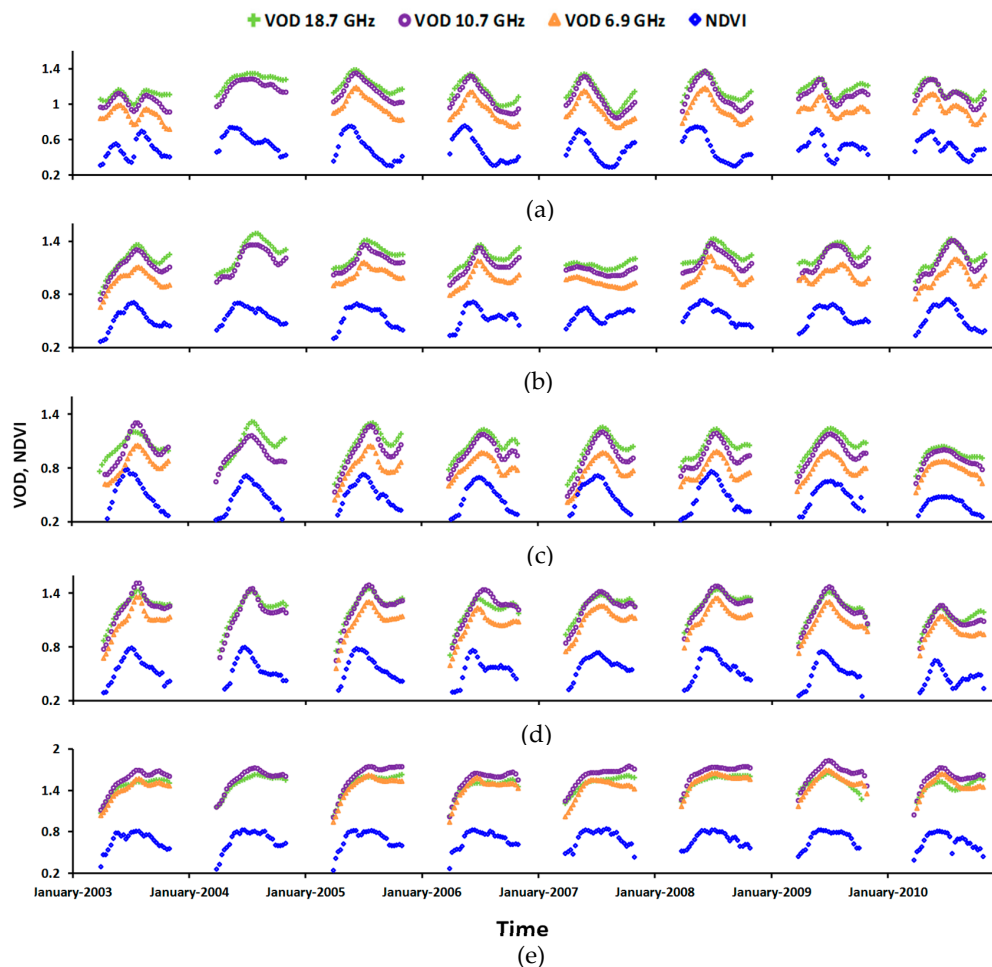 VOD 18.7 GHz VOD 10.7 GHz VOD 6.9 GHz NDVI
1.4
1
0.6
0.2
(a)
1.4
0.8
0.2
(b)
VOD, NDVI
1.4
0.8
0.2
(c)
1.4
0.8
0.2
(d)
2
1.4
0.8
0.2
January-2003 January-2004 January-2005 January-2006 January-2007 January-2008 January-2009 January-2010
Time
(e)